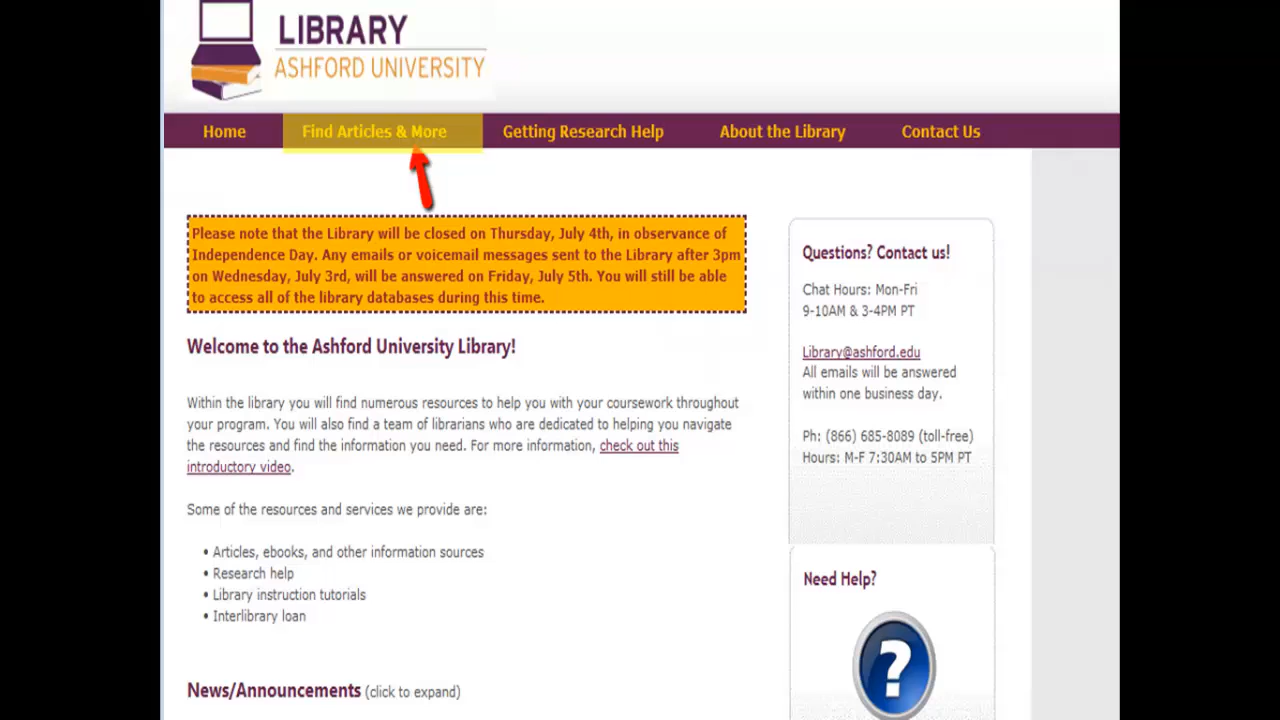 LIBRARY
ASHFORD UNIVERSITY
Home Find Articles & More Getting Research Help About the Library Contact Us
Please note that the Library will be closed on Thursday, July 4th, in observance of
Independence Day. Any emails or voicemail messages sent to the Library after 3pm
on Wednesday, July 3rd, will be answered on Friday, July 5th. You will still be able
to access all of the library databases during this time.
Welcome to the Ashford University Library!
Within the library you will find numerous resources to help you with your coursework throughout
your program. You will also find a team of librarians who are dedicated to helping you navigate
the resources and find the information you need. For more information, check out this
introductory video.
Some of the resources and services we provide are:
• Articles, ebooks, and other information sources
• Research help
• Library instruction tutorials
• Interlibrary loan
News/Announcements (click to expand)
Questions? Contact us!
Chat Hours: Mon-Fri
9-10AM & 3-4PM PT
Library@ashford.edu
All emails will be answered
within one business day.
Ph: (866) 685-8089 (toll-free)
Hours: M-F 7:30AM to 5PM PT
Need Help?
?